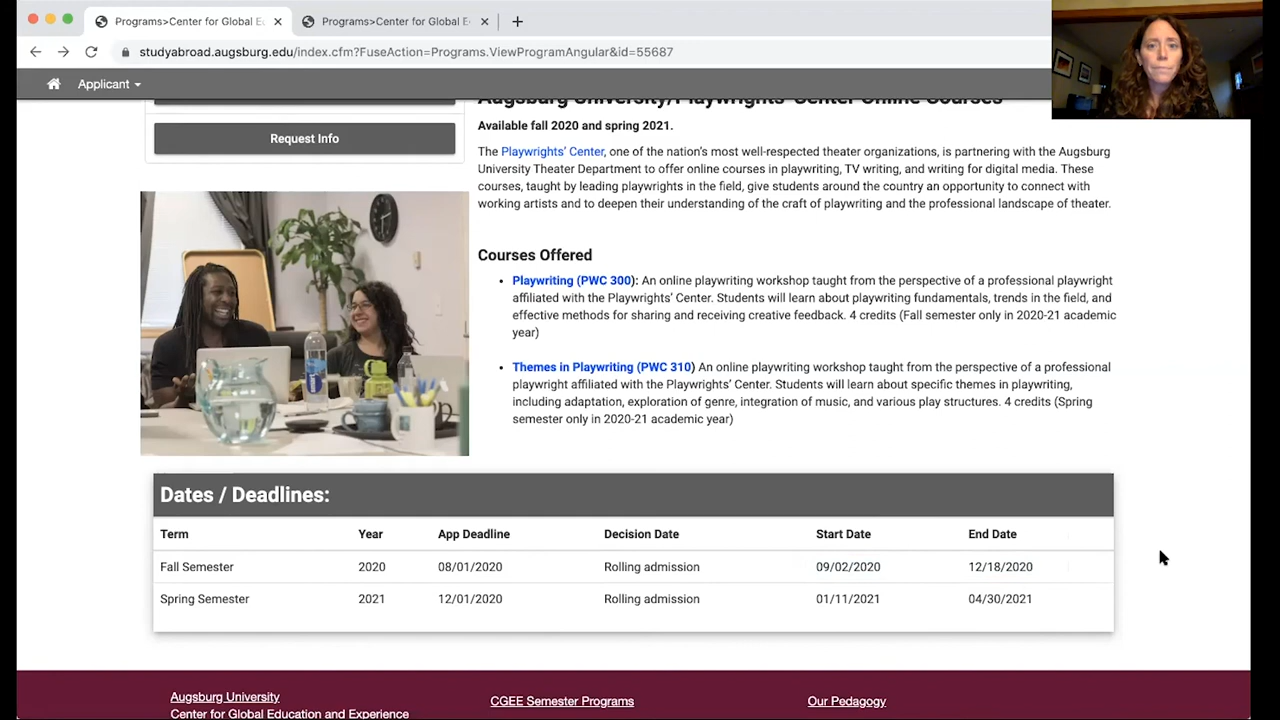 Programs>Center for Global E
Programs>Center for Global E
studyabroad.augsburg.edu/index.cfm?FuseAction=Programs.ViewProgramAngular&id=55687
Applicant
Augsburg University/Playwrights' Center Online Courses
Request Info
Available fall 2020 and spring 2021.
The Playwrights' Center, one of the nation's most well-respected theater organizations, is partnering with the Augsburg
University Theater Department to offer online courses in playwriting, TV writing, and writing for digital media. These
courses, taught by leading playwrights in the field, give students around the country an opportunity to connect with
working artists and to deepen their understanding of the craft of playwriting and the professional landscape of theater.
Courses Offered
• Playwriting (PWC 300): An online playwriting workshop taught from the perspective of a professional playwright
affiliated with the Playwrights' Center. Students will learn about playwriting fundamentals, trends in the field, and
effective methods for sharing and receiving creative feedback. 4 credits (Fall semester only in 2020-21 academic
year)
• Themes in Playwriting (PWC 310) An online playwriting workshop taught from the perspective of a professional
playwright affiliated with the Playwrights' Center. Students will learn about specific themes in playwriting,
including adaptation, exploration of genre, integration of music, and various play structures. 4 credits (Spring
semester only in 2020-21 academic year)
Dates / Deadlines:
Term Year App Deadline Decision Date Start Date End Date
Fall Semester 2020 08/01/2020 Rolling admission 09/02/2020 12/18/2020
Spring Semester 2021 12/01/2020 Rolling admission 01/11/2021 04/30/2021
Augsburg University CGEE Semester Programs Our Pedagogy
Center for Global Education and Experience